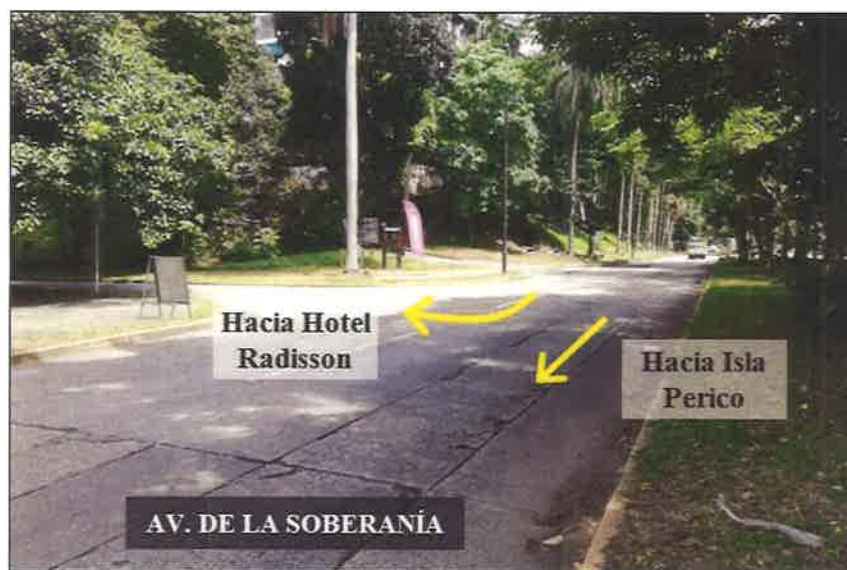 Hacia Hotel
Radisson
Hacia Isla
Perico
AV. DE LA SOBERANÍA